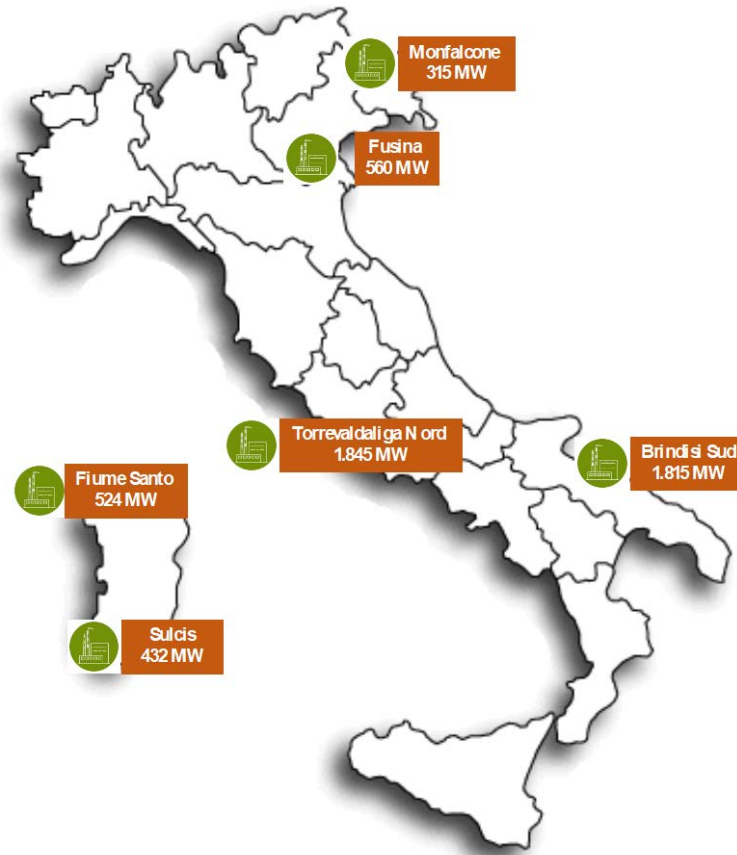 Monfalcone
315 MW
Fusina
560 MW
Torrevaldaliga Nord
1.845 MW
Brindisi Sud
1.815 MW
Fiume Santo
524 MW
Sulcis
432 MW